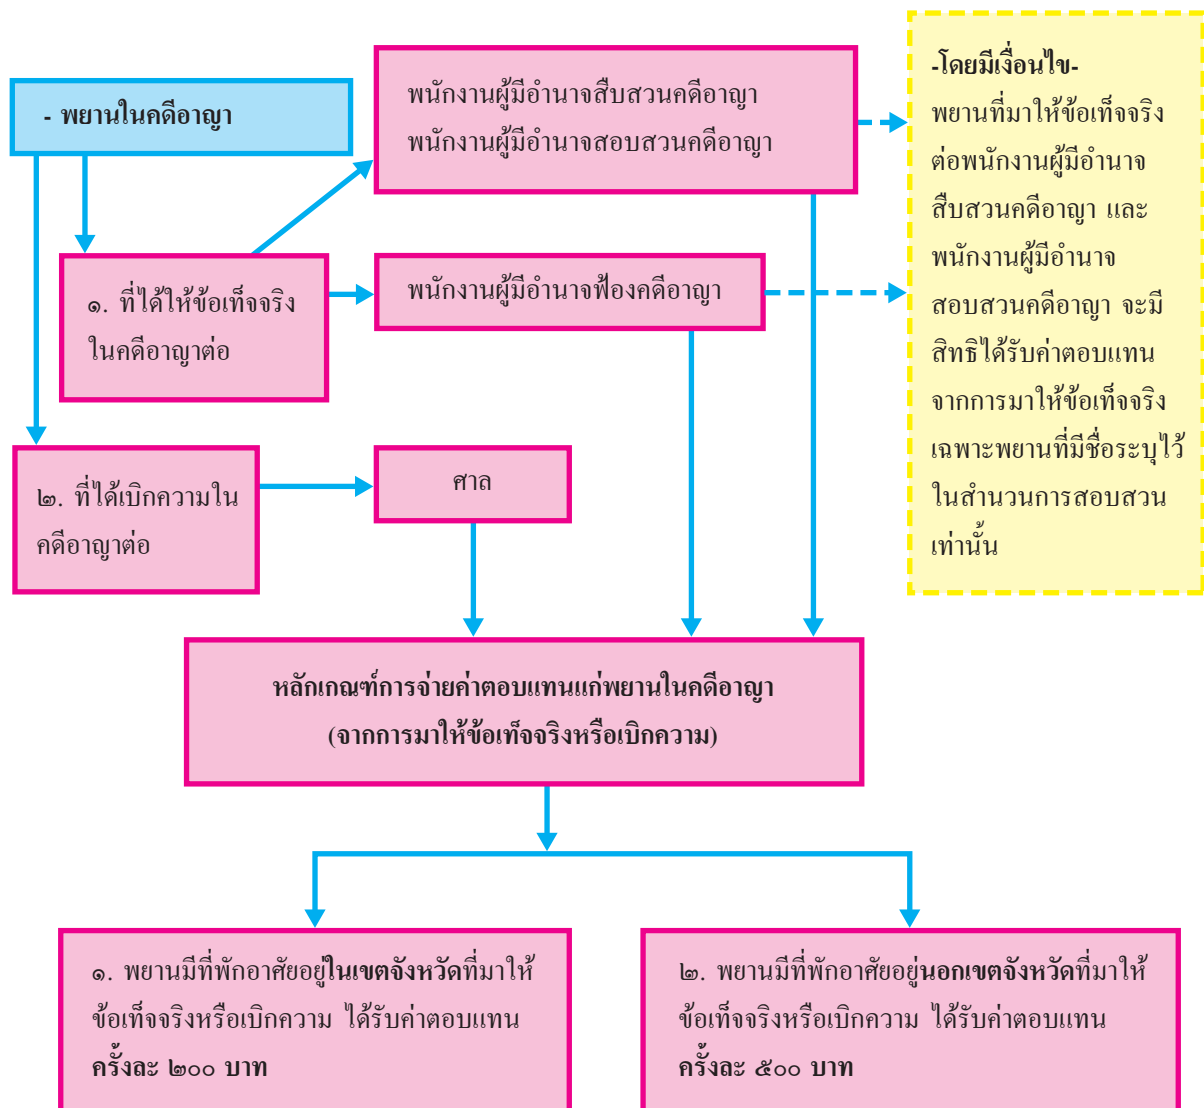 - พยานในคดีอาญา
พนักงานผู้มีอำนาจสืบสวนคดีอาญา
พนักงานผู้มีอำนาจสอบสวนคดีอาญา
-โดยมีเงื่อนไข-
พยานที่มาให้ข้อเท็จจริง
ต่อพนักงานผู้มีอำนาจ
สืบสวนคดีอาญา และ
พนักงานผู้มีอำนาจ
สอบสวนคดีอาญา จะมี
สิทธิได้รับค่าตอบแทน
จากการมาให้ข้อเท็จจริง
เฉพาะพยานที่มีชื่อระบุไว้
ในสำนวนการสอบสวน
เท่านั้น
๑. ที่ได้ให้ข้อเท็จจริง
ในคดีอาญาต่อ
พนักงานผู้มีอำนาจฟ้องคดีอาญา
๒. ที่ได้เบิกความใน
คดีอาญาต่อ
ศาล
หลักเกณฑ์การจ่ายค่าตอบแทนแก่พยานในคดีอาญา
(จากการมาให้ข้อเท็จจริงหรือเบิกความ)
๑. พยานมีที่พักอาศัยอยู่ในเขตจังหวัดที่มาให้
ข้อเท็จจริงหรือเบิกความ ได้รับค่าตอบแทน
ครั้งละ ๒๐๐ บาท
๒. พยานมีที่พักอาศัยอยู่นอกเขตจังหวัดที่มาให้
ข้อเท็จจริงหรือเบิกความ ได้รับค่าตอบแทน
ครั้งละ ๕๐๐ บาท